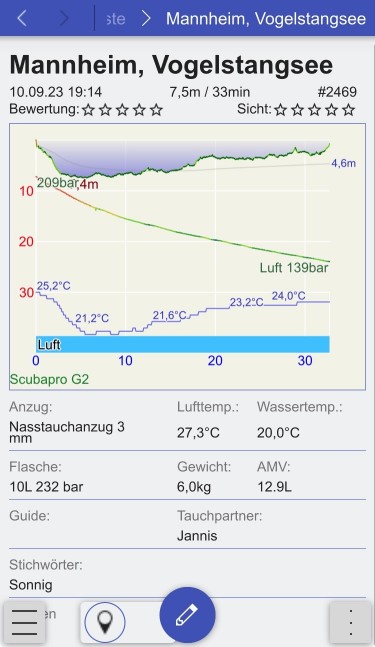 ste Mannheim, Vogelstangsee
Mannheim, Vogelstangsee
10.09.23 19:14 7,5m / 33min #2469
Bewertung: Sicht:
4,6m
209bar,4m
10
20
Luft 139bar
30
25,2°C
21,2°C 21,6°C 23,2°C 24,0°C
Luft
0 10 20 30
Scubapro G2
Anzug: Lufttemp.: Wassertemp.:
Nasstauchanzug 3
mm
27,3°C 20,0°C
Flasche: Gewicht: AMV:
10L 232 bar 6,0kg 12.9L
Guide: Tauchpartner:
Jannis
Stichwörter:
Sonnig
en